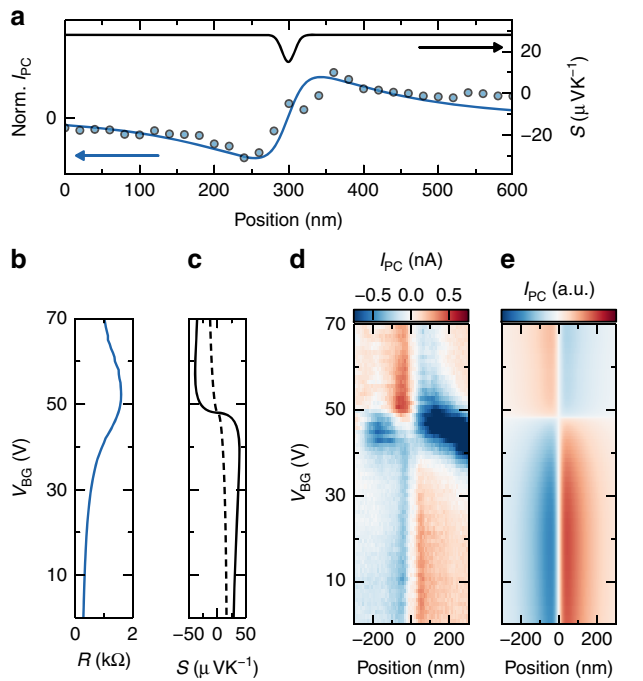 a
Norm. I_PC
0
20
0
−20
S (μ VK⁻¹)
0 100 200 300 400 500 600
Position (nm)
b c d e
I_PC (nA) I_PC (a.u.)
−0.5 0.0 0.5
70 70
50 50
30 30
10 10
V_BG (V) V_BG (V)
0 2 −50 0 50 −200 0 200 −200 0 200
R (kΩ) S (μ VK⁻¹) Position (nm) Position (nm)